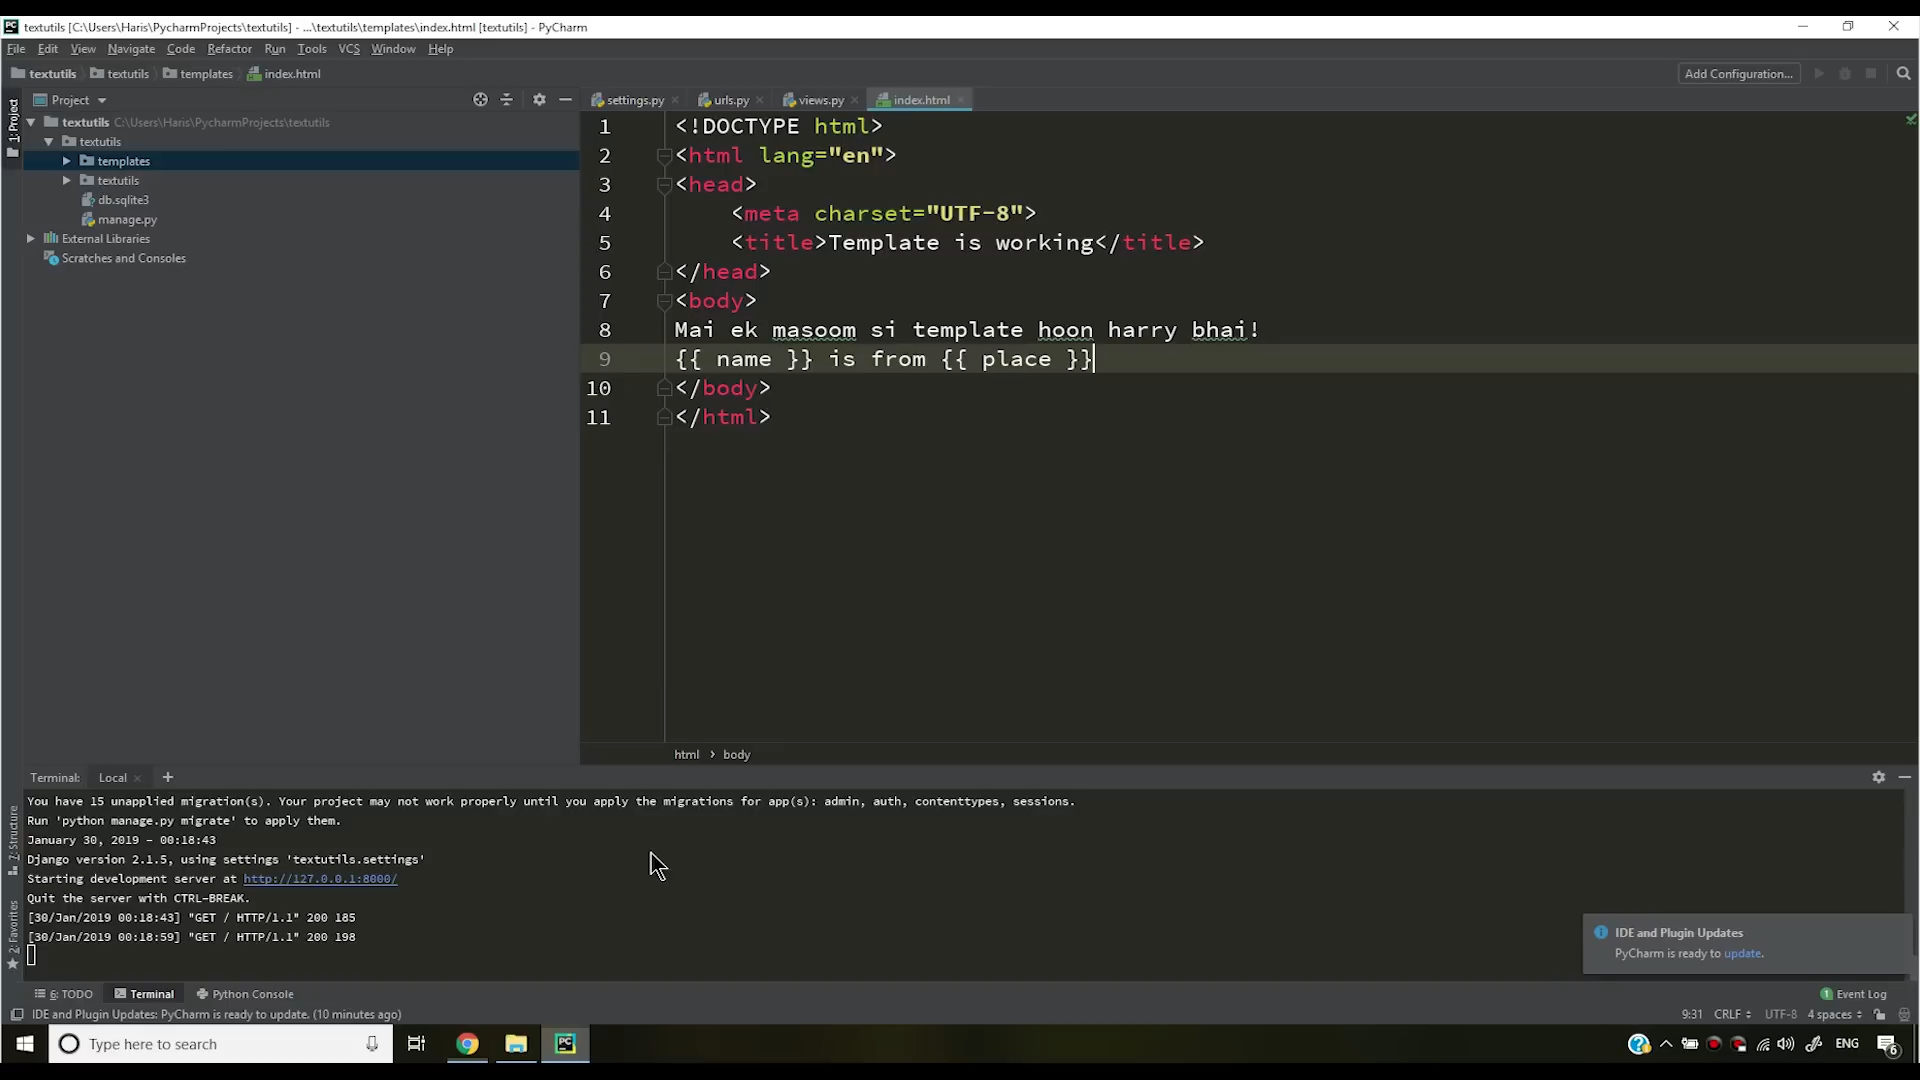 textutils [C:\Users\Haris\PycharmProjects\textutils] - ...\textutils\templates\index.html [textutils] - PyCharm
File Edit View Navigate Code Refactor Run Tools VCS Window Help
textutils textutils templates index.html Add Configuration...
1: Project
Project
settings.py urls.py views.py index.html
textutils C:\Users\Haris\PycharmProjects\textutils
textutils
templates
textutils
db.sqlite3
manage.py
External Libraries
Scratches and Consoles
1 <!DOCTYPE html>
2 <html lang="en">
3 <head>
4 <meta charset="UTF-8">
5 <title>Template is working</title>
6 </head>
7 <body>
8 Mai ek masoom si template hoon harry bhai!
9 {{ name }} is from {{ place }}
10 </body>
11 </html>
html › body
Terminal: Local +
You have 15 unapplied migration(s). Your project may not work properly until you apply the migrations for app(s): admin, auth, contenttypes, sessions.
Run 'python manage.py migrate' to apply them.
January 30, 2019 - 00:18:43
Django version 2.1.5, using settings 'textutils.settings'
Starting development server at http://127.0.0.1:8000/
Quit the server with CTRL-BREAK.
[30/Jan/2019 00:18:43] "GET / HTTP/1.1" 200 185
[30/Jan/2019 00:18:59] "GET / HTTP/1.1" 200 198
7: Structure
2: Favorites
IDE and Plugin Updates
PyCharm is ready to update.
6: TODO Terminal Python Console 1 Event Log
IDE and Plugin Updates: PyCharm is ready to update. (10 minutes ago) 9:31 CRLF UTF-8 4 spaces
Type here to search ENG 6